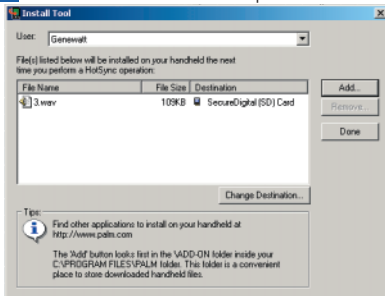 Install Tool
User: Genewatt
File(s) listed below will be installed on your handheld the next
time you perform a HotSync operation:
File Name File Size Destination
3.wav 109KB SecureDigital (SD) Card
Add...
Remove...
Done
Change Destination...
Tips:
Find other applications to install on your handheld at
http://www.palm.com
The 'Add' button looks first in the \ADD-ON folder inside your
C:\PROGRAM FILES\PALM folder. This folder is a convenient
place to store downloaded handheld files.